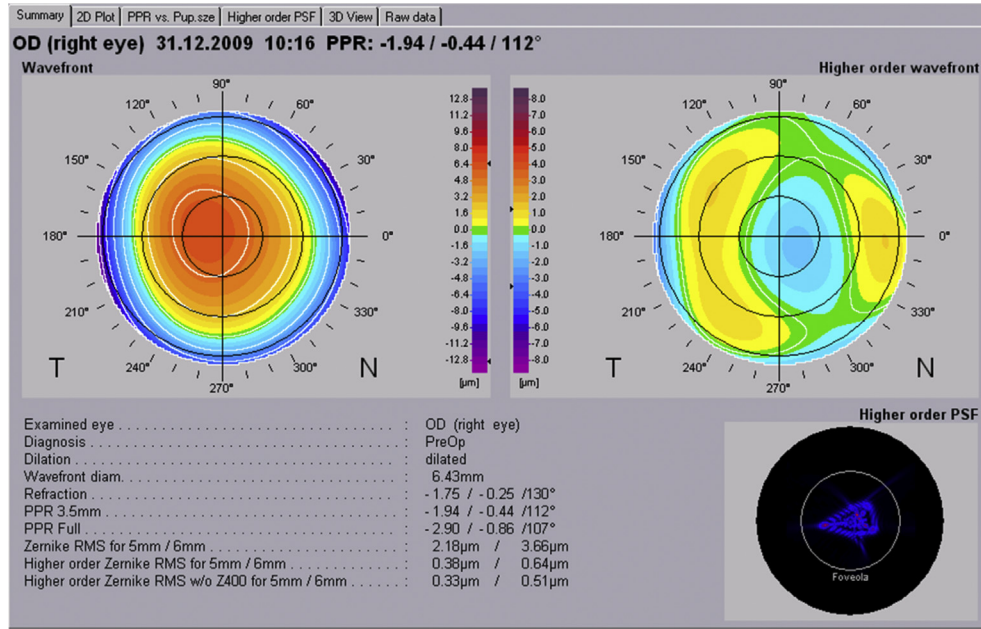 Summary 2D Plot PPR vs. Pup.sze Higher order PSF 3D View Raw data
OD (right eye) 31.12.2009 10:16 PPR: -1.94 / -0.44 / 112°
Wavefront
Higher order wavefront
90°
120° 60°
150° 30°
180° 0°
210° 330°
240° 300°
270°
T N
12.8
11.2
9.6
8.0
6.4
4.8
3.2
1.6
0.0
-1.6
-3.2
-4.8
-6.4
-8.0
-9.6
-11.2
-12.8
[µm]
8.0
7.0
6.0
5.0
4.0
3.0
2.0
1.0
0.0
-1.0
-2.0
-3.0
-4.0
-5.0
-6.0
-7.0
-8.0
[µm]
90°
120° 60°
150° 30°
180° 0°
210° 330°
240° 300°
270°
T N
Examined eye : OD (right eye)
Diagnosis : PreOp
Dilation : dilated
Wavefront diam. : 6.43mm
Refraction : -1.75 / -0.25 /130°
PPR 3.5mm : -1.94 / -0.44 /112°
PPR Full : -2.90 / -0.86 /107°
Zernike RMS for 5mm / 6mm : 2.18µm / 3.66µm
Higher order Zernike RMS for 5mm / 6mm : 0.38µm / 0.64µm
Higher order Zernike RMS w/o Z400 for 5mm / 6mm : 0.33µm / 0.51µm
Higher order PSF
Foveola